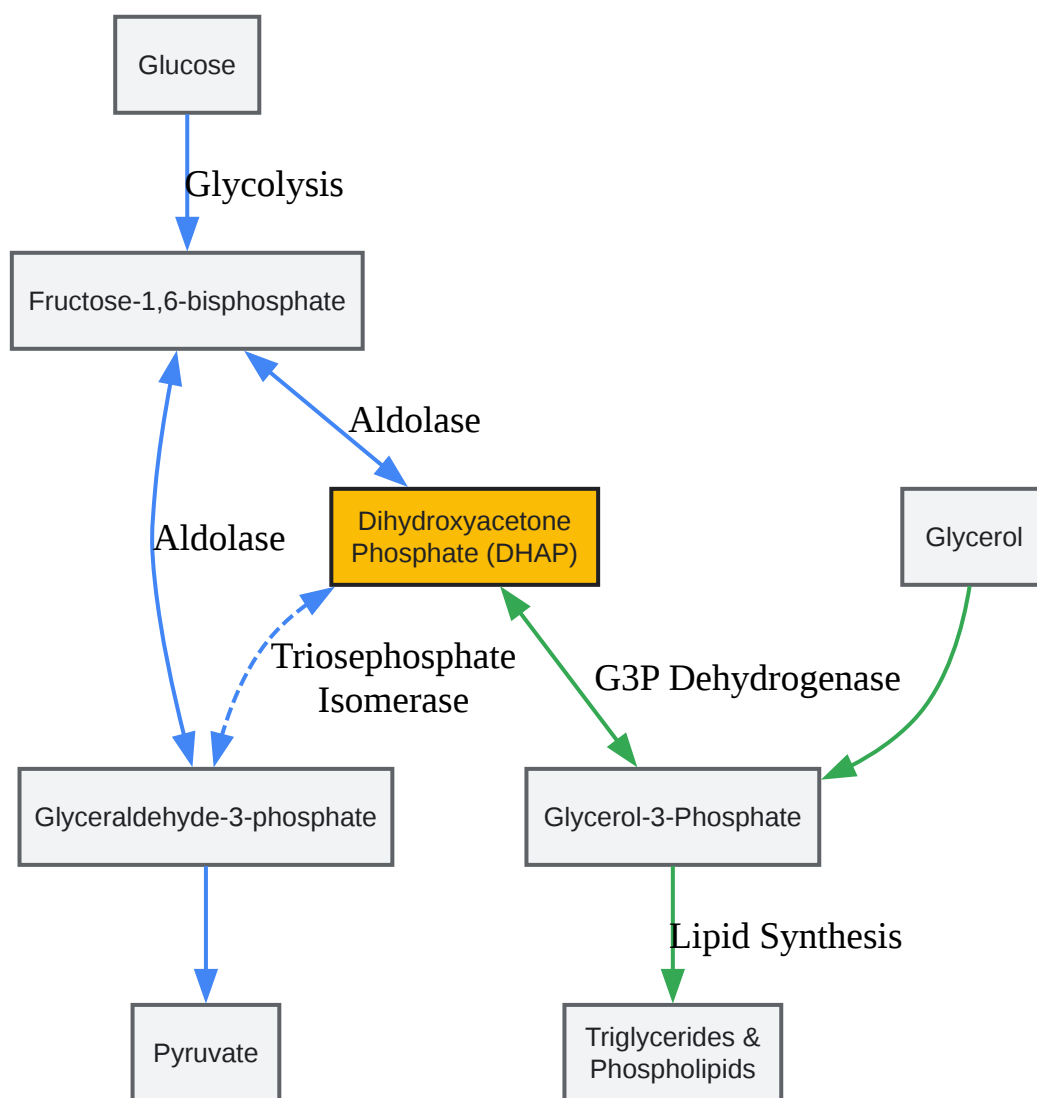 Glucose
Glycolysis
Fructose-1,6-bisphosphate
Aldolase
Aldolase
Dihydroxyacetone
Phosphate (DHAP)
Glycerol
Triosephosphate
Isomerase
G3P Dehydrogenase
Glyceraldehyde-3-phosphate
Glycerol-3-Phosphate
Lipid Synthesis
Pyruvate
Triglycerides &
Phospholipids